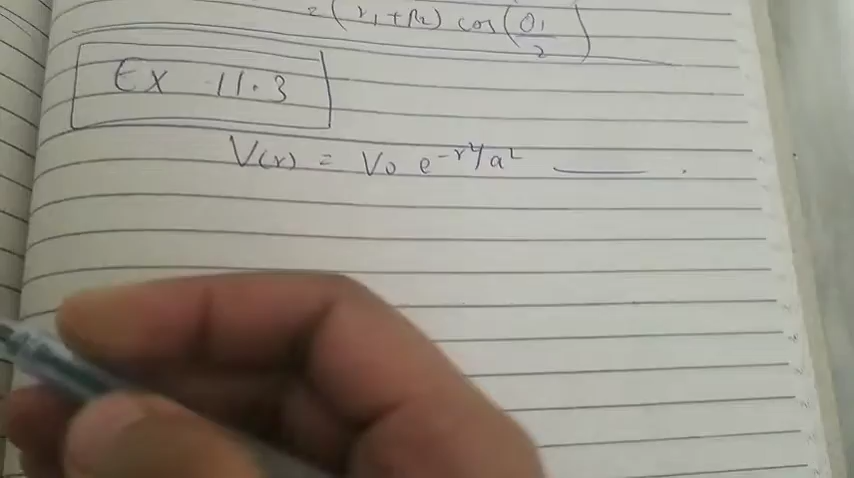 = (r₁+r₂) cos(θ₁/2)
Ex 11.3
V(r) = V₀ e^{-r²/a²}